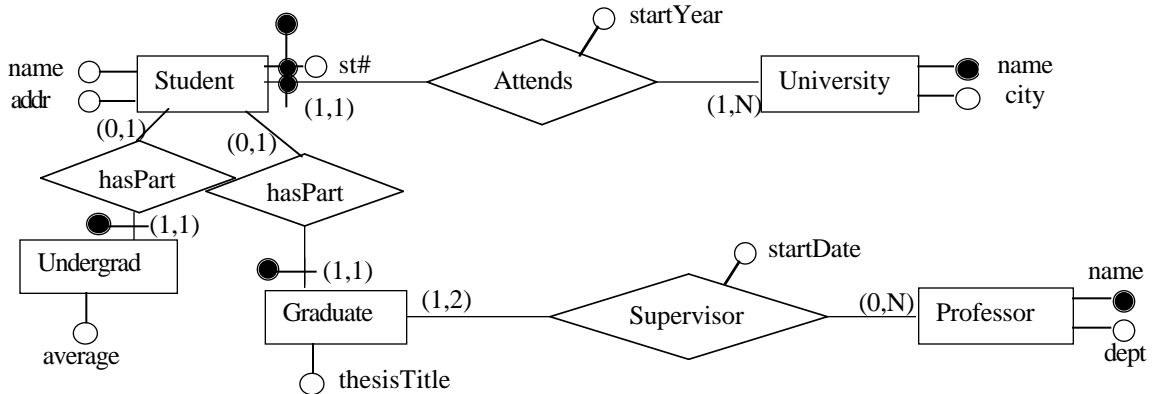 startYear
name
Student
st#
Attends
University
name
addr
city
(1,1)
(1,N)
(0,1)
(0,1)
hasPart
hasPart
(1,1)
startDate
Undergrad
(1,1)
name
Graduate
(1,2)
Supervisor
(0,N)
Professor
average
dept
thesisTitle